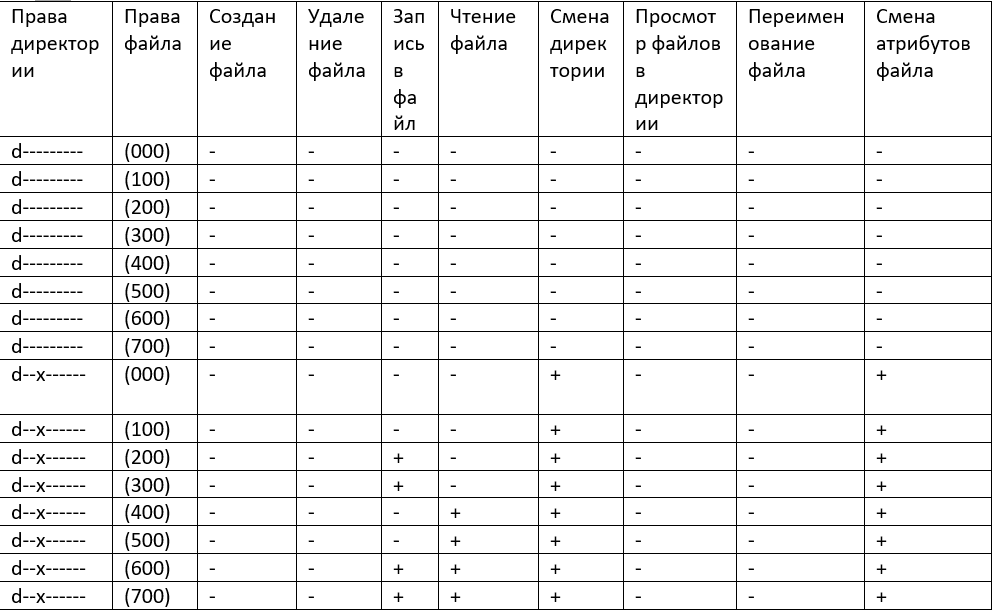 Права директории | Права файла | Создание файла | Удаление файла | Запись в файл | Чтение файла | Смена директории | Просмотр файлов в директории | Переименование файла | Смена атрибутов файла
d--------- | (000) | - | - | - | - | - | - | - | -
d--------- | (100) | - | - | - | - | - | - | - | -
d--------- | (200) | - | - | - | - | - | - | - | -
d--------- | (300) | - | - | - | - | - | - | - | -
d--------- | (400) | - | - | - | - | - | - | - | -
d--------- | (500) | - | - | - | - | - | - | - | -
d--------- | (600) | - | - | - | - | - | - | - | -
d--------- | (700) | - | - | - | - | - | - | - | -
d--x------ | (000) | - | - | - | - | + | - | - | +
d--x------ | (100) | - | - | - | - | + | - | - | +
d--x------ | (200) | - | - | + | - | + | - | - | +
d--x------ | (300) | - | - | + | - | + | - | - | +
d--x------ | (400) | - | - | - | + | + | - | - | +
d--x------ | (500) | - | - | - | + | + | - | - | +
d--x------ | (600) | - | - | + | + | + | - | - | +
d--x------ | (700) | - | - | + | + | + | - | - | +